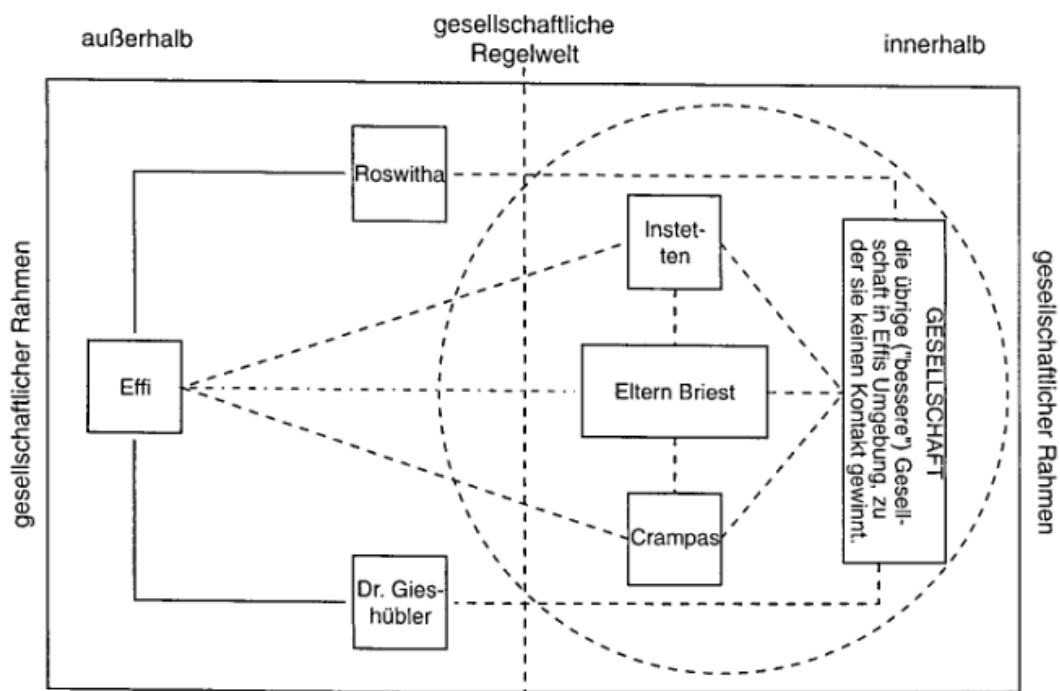 außerhalb
gesellschaftliche
Regelwelt
innerhalb
gesellschaftlicher Rahmen
Roswitha
Instet-
ten
Effi
Eltern Briest
GESELLSCHAFT
die übrige ("bessere") Gesell-
schaft in Effis Umgebung, zu
der sie keinen Kontakt gewinnt.
Crampas
Dr. Gies-
hübler
gesellschaftlicher Rahmen